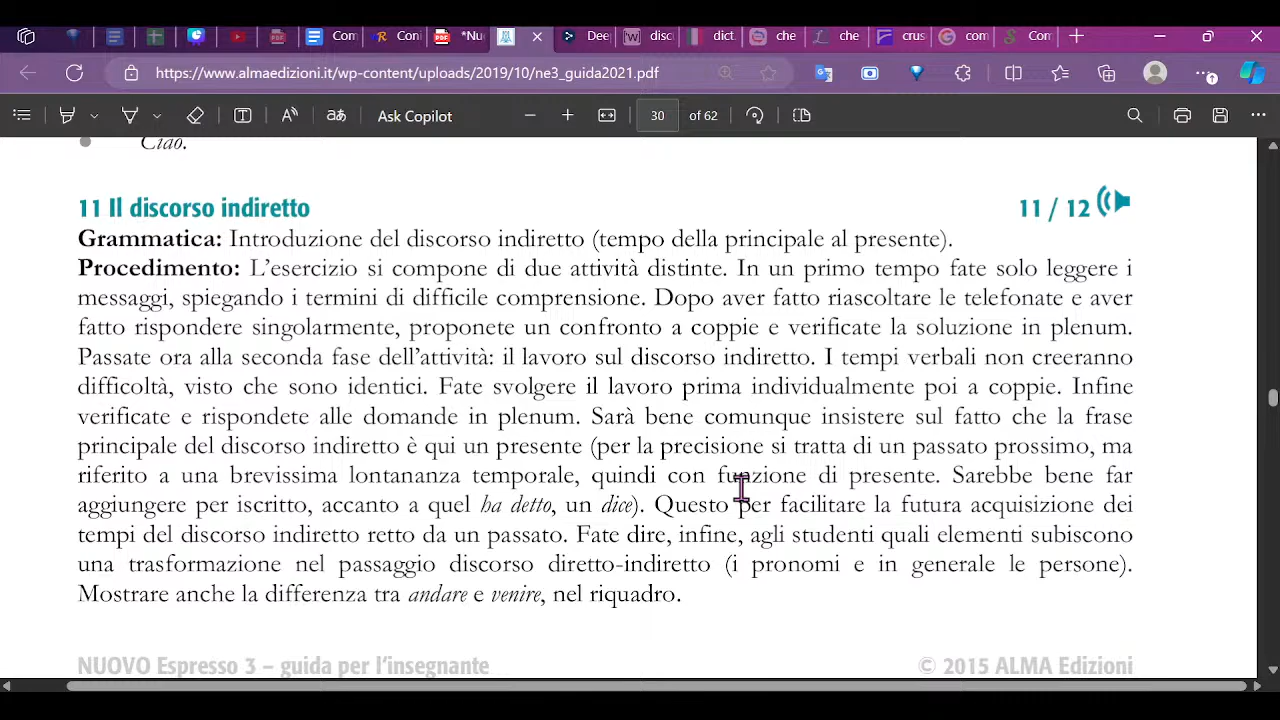 Com
Con
*Nu
Dee
disc
dict.
che
che
crus
com
Com
https://www.almaedizioni.it/wp-content/uploads/2019/10/ne3_guida2021.pdf
Ask Copilot
30 of 62
Ciao.
11 Il discorso indiretto 11 / 12
Grammatica: Introduzione del discorso indiretto (tempo della principale al presente).
Procedimento: L'esercizio si compone di due attività distinte. In un primo tempo fate solo leggere i
messaggi, spiegando i termini di difficile comprensione. Dopo aver fatto riascoltare le telefonate e aver
fatto rispondere singolarmente, proponete un confronto a coppie e verificate la soluzione in plenum.
Passate ora alla seconda fase dell'attività: il lavoro sul discorso indiretto. I tempi verbali non creeranno
difficoltà, visto che sono identici. Fate svolgere il lavoro prima individualmente poi a coppie. Infine
verificate e rispondete alle domande in plenum. Sarà bene comunque insistere sul fatto che la frase
principale del discorso indiretto è qui un presente (per la precisione si tratta di un passato prossimo, ma
riferito a una brevissima lontananza temporale, quindi con funzione di presente. Sarebbe bene far
aggiungere per iscritto, accanto a quel ha detto, un dice). Questo per facilitare la futura acquisizione dei
tempi del discorso indiretto retto da un passato. Fate dire, infine, agli studenti quali elementi subiscono
una trasformazione nel passaggio discorso diretto-indiretto (i pronomi e in generale le persone).
Mostrare anche la differenza tra andare e venire, nel riquadro.
NUOVO Espresso 3 – guida per l'insegnante © 2015 ALMA Edizioni